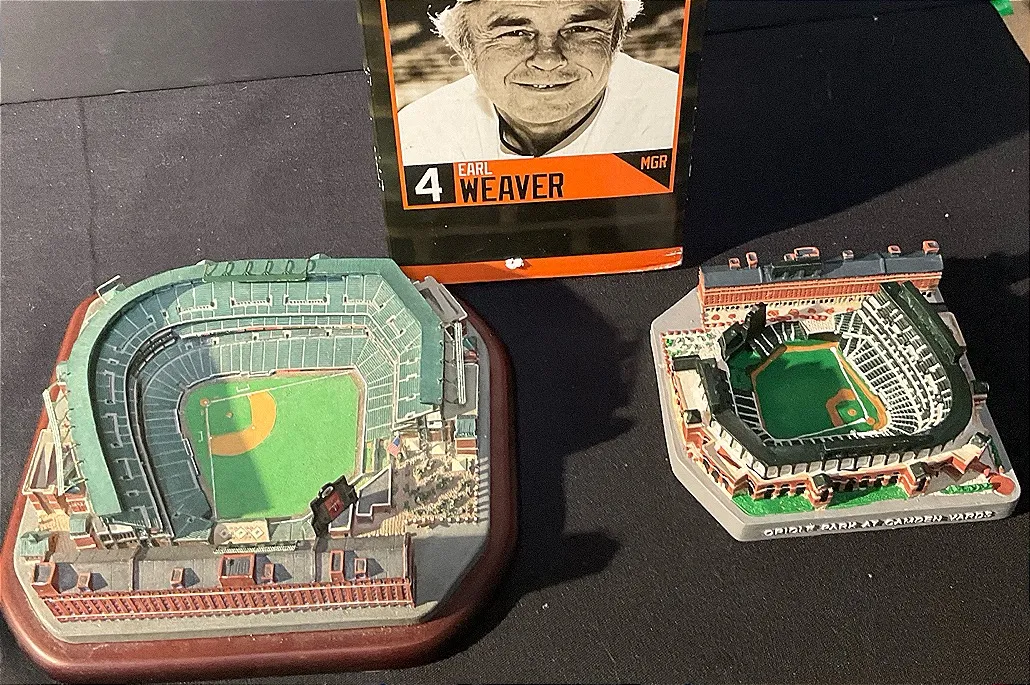 EARL
MGR
4
WEAVER
ORIOLE PARK AT CAMDEN YARDS